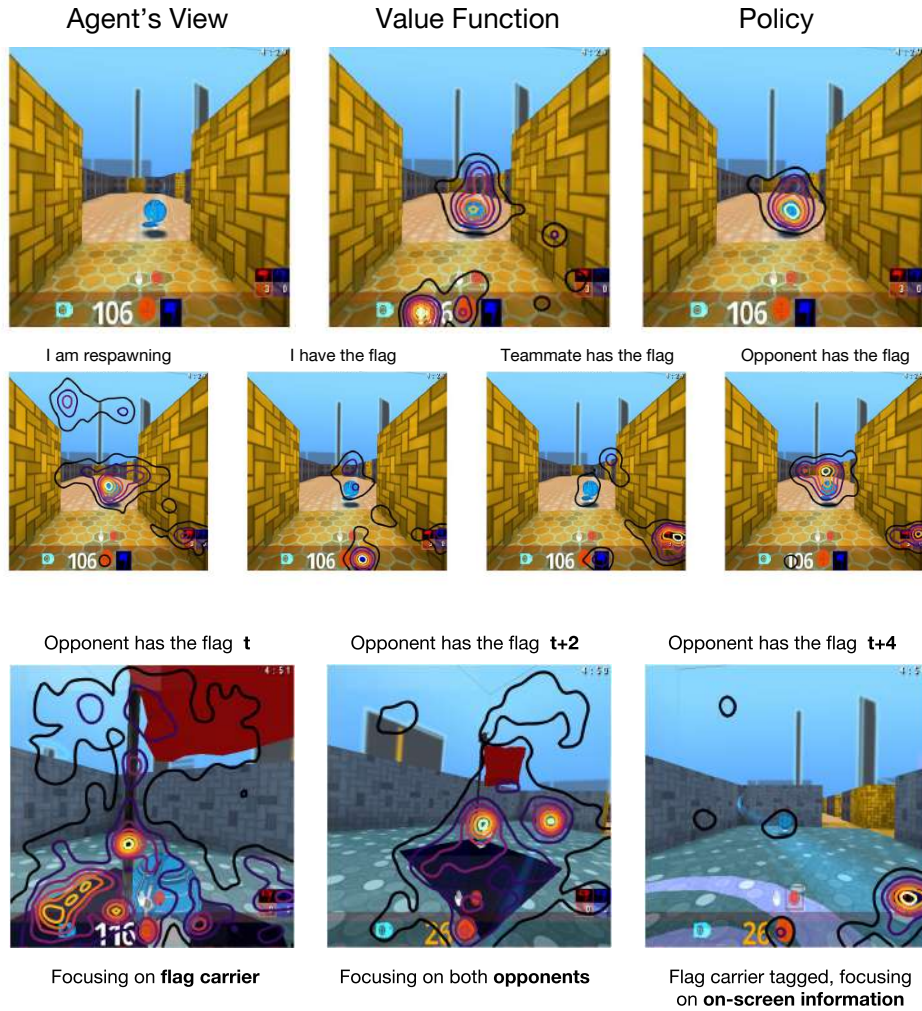 Agent's View
Value Function
Policy
106
106
I am respawning
I have the flag
Teammate has the flag
Opponent has the flag
106
106
106
Opponent has the flag t
Opponent has the flag t+2
Opponent has the flag t+4
4:51
Focusing on flag carrier
Focusing on both opponents
Flag carrier tagged, focusing
on on-screen information